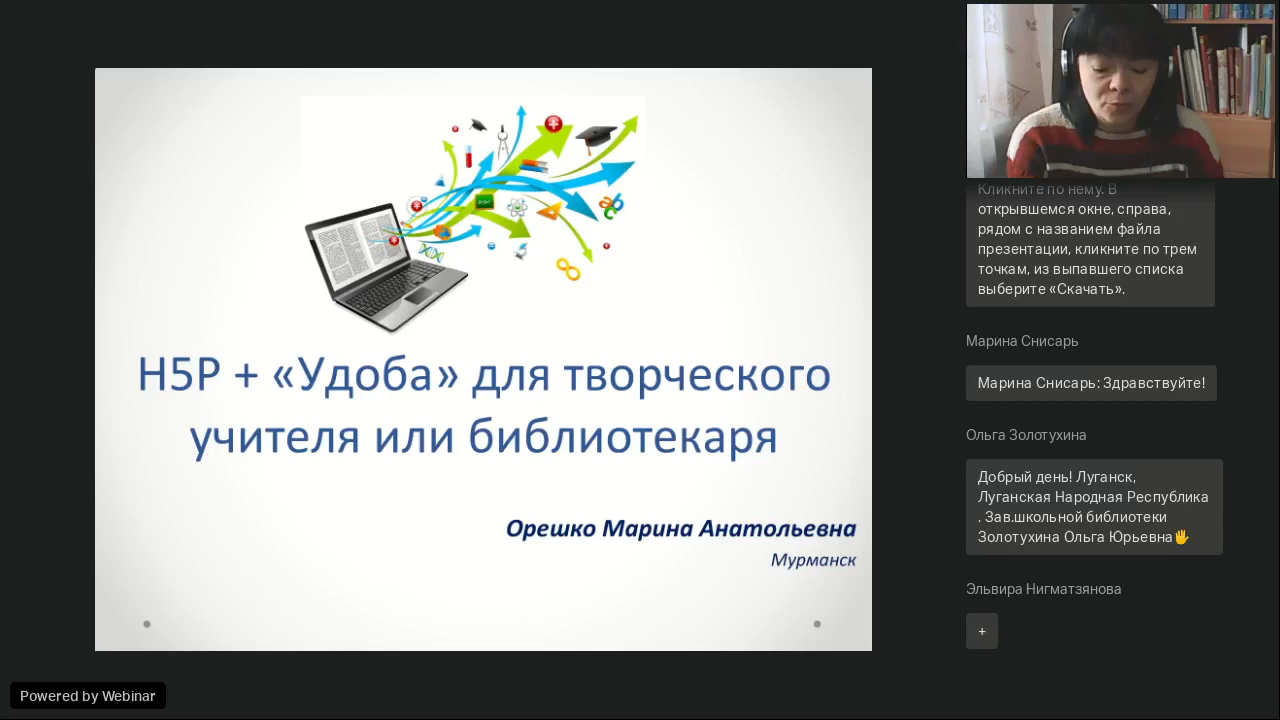 H5P + «Удоба» для творческого
учителя или библиотекаря
Орешко Марина Анатольевна
Мурманск
Кликните по нему. В
открывшемся окне, справа,
рядом с названием файла
презентации, кликните по трем
точкам, из выпавшего списка
выберите «Скачать».
Марина Снисарь
Марина Снисарь: Здравствуйте!
Ольга Золотухина
Добрый день! Луганск,
Луганская Народная Республика
. Зав.школьной библиотеки
Золотухина Ольга Юрьевна🖐
Эльвира Нигматзянова
+
Powered by Webinar